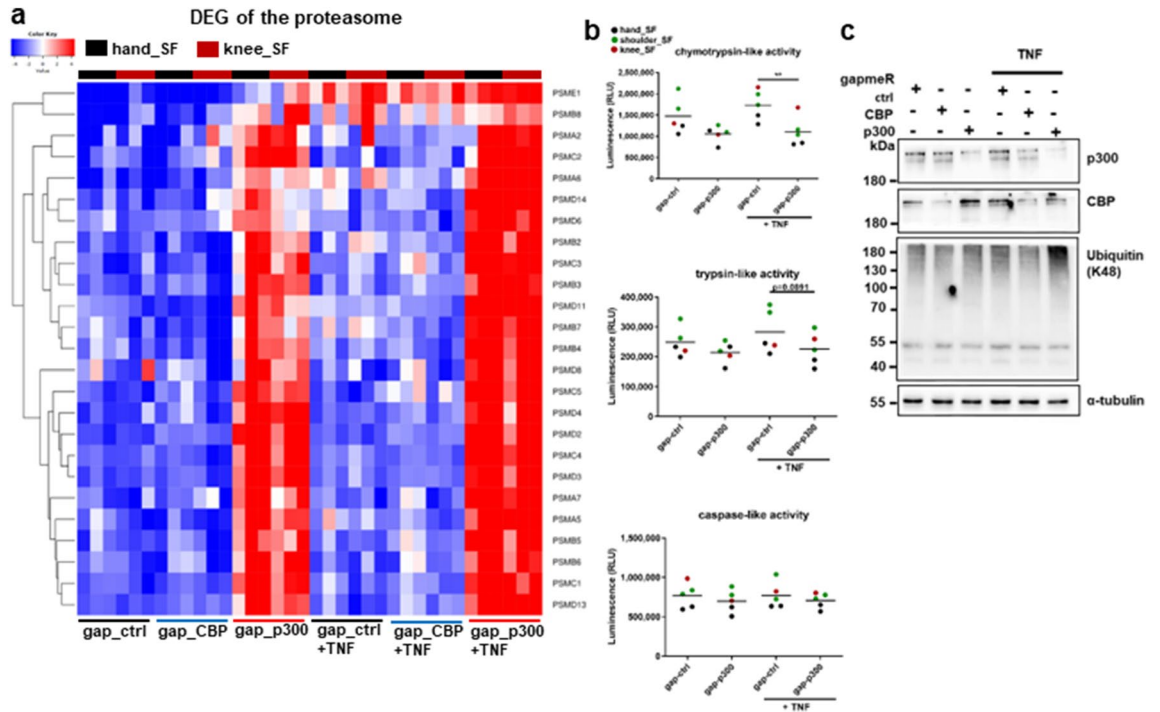 a
DEG of the proteasome
Color Key
Value
hand_SF
knee_SF
PSME1
PSMB8
PSMA2
PSMC2
PSMA6
PSMD14
PSMD6
PSMB2
PSMC3
PSMB3
PSMD11
PSMB7
PSMB4
PSMD8
PSMC5
PSMD4
PSMD2
PSMC4
PSMD3
PSMA7
PSMA5
PSMB5
PSMB6
PSMC1
PSMD13
gap_ctrl
gap_CBP
gap_p300
gap_ctrl
+TNF
gap_CBP
+TNF
gap_p300
+TNF
b
hand_SF
shoulder_SF
knee_SF
chymotrypsin-like activity
Luminescence (RLU)
2,500,000
2,000,000
1,500,000
1,000,000
500,000
0
**
gap-ctrl
gap-p300
gap-ctrl
gap-p300
+ TNF
trypsin-like activity
Luminescence (RLU)
400,000
300,000
200,000
100,000
0
p=0.0891
gap-ctrl
gap-p300
gap-ctrl
gap-p300
+ TNF
caspase-like activity
Luminescence (RLU)
1,500,000
1,000,000
500,000
0
gap-ctrl
gap-p300
gap-ctrl
gap-p300
+ TNF
c
TNF
gapmeR
ctrl + - - + - -
CBP - + - - + -
p300 - - + - - +
kDa
180
p300
180
CBP
180
130
100
70
55
40
Ubiquitin
(K48)
55
α-tubulin